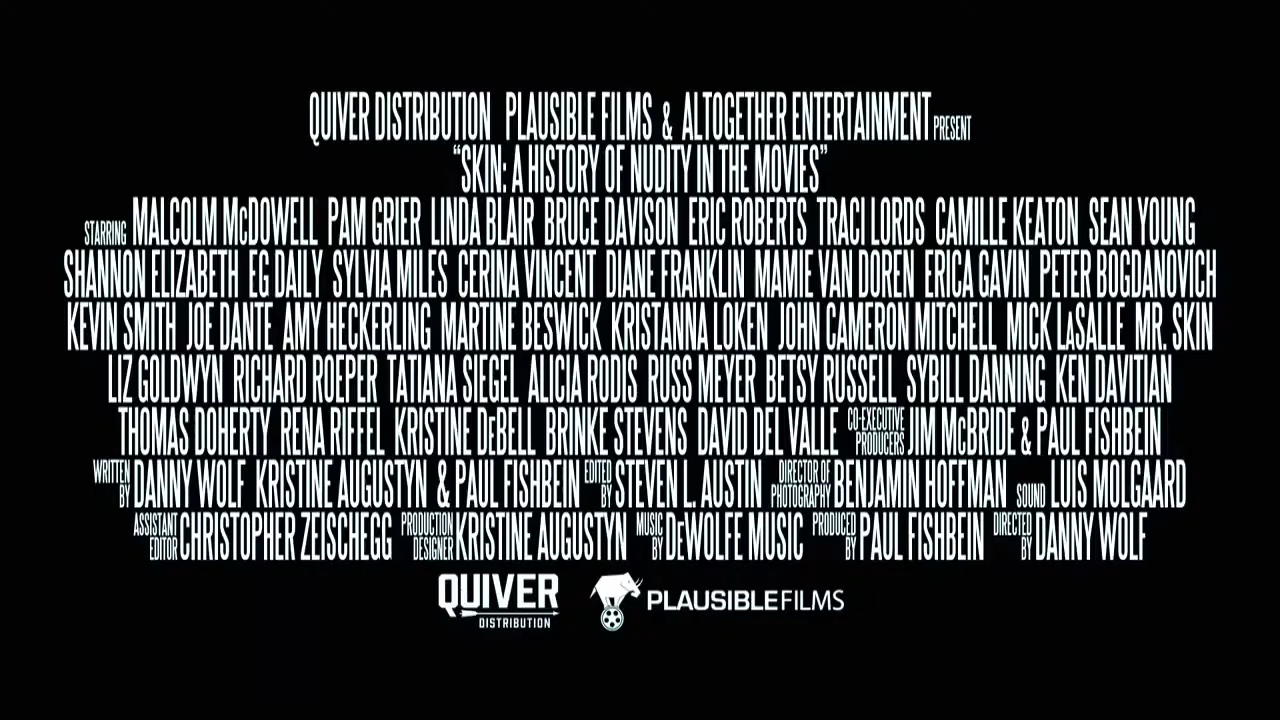 QUIVER DISTRIBUTION PLAUSIBLE FILMS & ALTOGETHER ENTERTAINMENT PRESENT
“SKIN: A HISTORY OF NUDITY IN THE MOVIES”
STARRING MALCOLM McDOWELL PAM GRIER LINDA BLAIR BRUCE DAVISON ERIC ROBERTS TRACI LORDS CAMILLE KEATON SEAN YOUNG
SHANNON ELIZABETH EG DAILY SYLVIA MILES CERINA VINCENT DIANE FRANKLIN MAMIE VAN DOREN ERICA GAVIN PETER BOGDANOVICH
KEVIN SMITH JOE DANTE AMY HECKERLING MARTINE BESWICK KRISTANNA LOKEN JOHN CAMERON MITCHELL MICK LaSALLE MR. SKIN
LIZ GOLDWYN RICHARD ROEPER TATIANA SIEGEL ALICIA RODIS RUSS MEYER BETSY RUSSELL SYBILL DANNING KEN DAVITIAN
THOMAS DOHERTY RENA RIFFEL KRISTINE DeBELL BRINKE STEVENS DAVID DEL VALLE CO-EXECUTIVE PRODUCERS JIM McBRIDE & PAUL FISHBEIN
WRITTEN BY DANNY WOLF KRISTINE AUGUSTYN & PAUL FISHBEIN EDITED BY STEVEN L. AUSTIN DIRECTOR OF PHOTOGRAPHY BENJAMIN HOFFMAN SOUND LUIS MOLGAARD
ASSISTANT EDITOR CHRISTOPHER ZEISCHEGG PRODUCTION DESIGNER KRISTINE AUGUSTYN MUSIC BY DeWOLFE MUSIC PRODUCED BY PAUL FISHBEIN DIRECTED BY DANNY WOLF
QUIVER DISTRIBUTION PLAUSIBLEFILMS